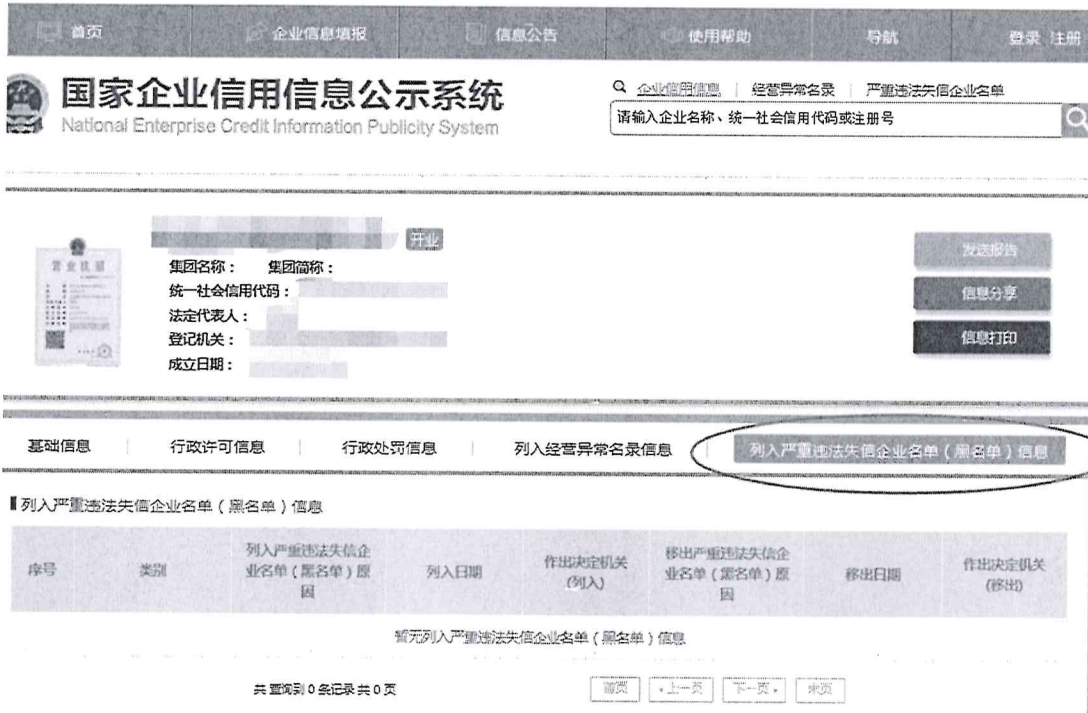 首页 企业信息填报 信息公告 使用帮助 导航 登录 注册
国家企业信用信息公示系统
National Enterprise Credit Information Publicity System
企业信用信息 | 经营异常名录 | 严重违法失信企业名单
请输入企业名称、统一社会信用代码或注册号
营业执照
开业
集团名称： 集团简称：
统一社会信用代码：
法定代表人：
登记机关：
成立日期：
发送报告
信息分享
信息打印
基础信息 | 行政许可信息 | 行政处罚信息 | 列入经营异常名录信息 | 列入严重违法失信企业名单（黑名单）信息
列入严重违法失信企业名单（黑名单）信息
序号 类别 列入严重违法失信企业名单（黑名单）原因 列入日期 作出决定机关(列入) 移出严重违法失信企业名单（黑名单）原因 移出日期 作出决定机关(移出)
暂无列入严重违法失信企业名单（黑名单）信息
共查询到 0 条记录 共 0 页 首页 上一页 下一页 末页